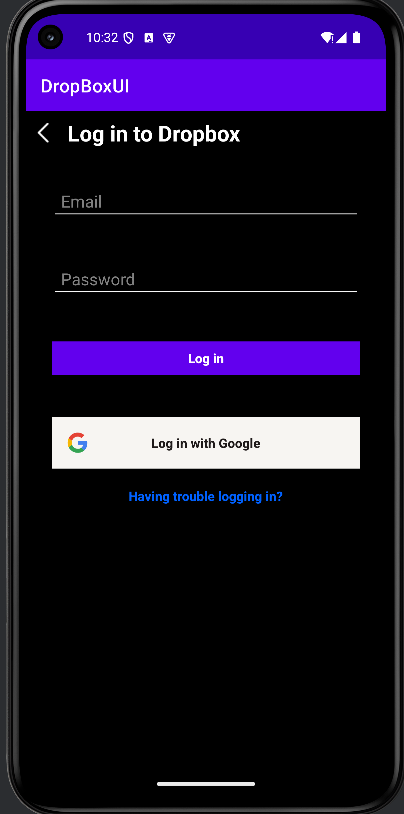 10:32
DropBoxUI
Log in to Dropbox
Email
Password
Log in
Log in with Google
Having trouble logging in?